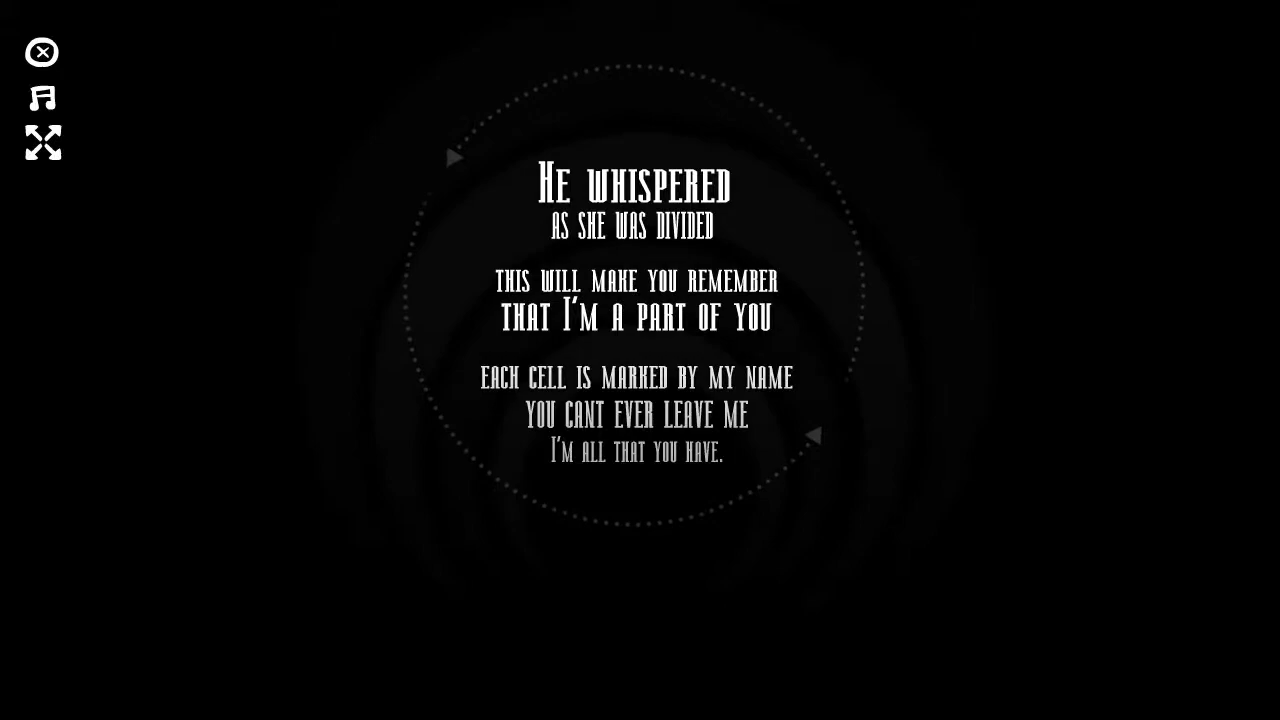 He whispered
as she was divided
this will make you remember
that I'm a part of you
each cell is marked by my name
you cant ever leave me
I'm all that you have.